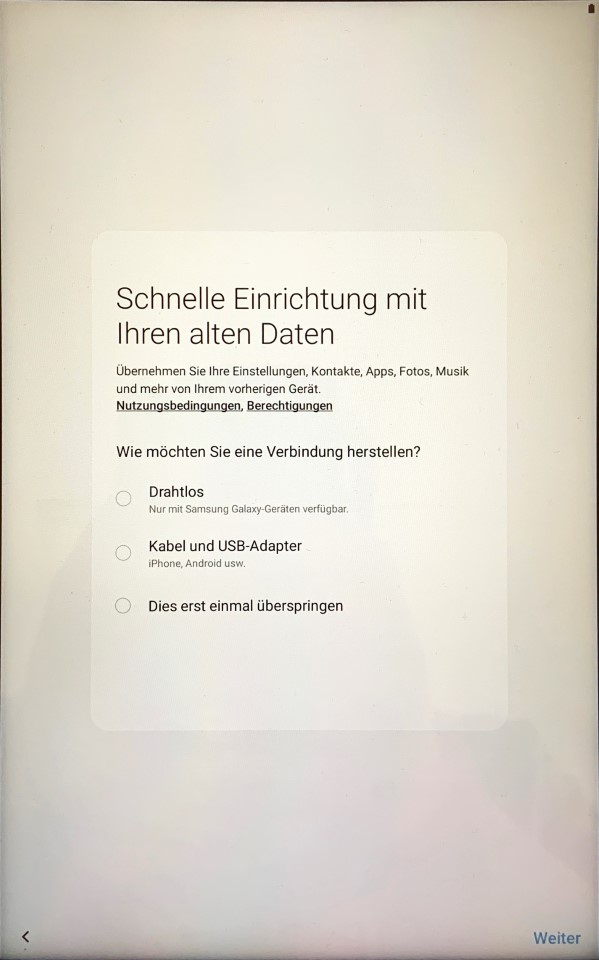 Schnelle Einrichtung mit
Ihren alten Daten
Übernehmen Sie Ihre Einstellungen, Kontakte, Apps, Fotos, Musik
und mehr von Ihrem vorherigen Gerät.
Nutzungsbedingungen, Berechtigungen
Wie möchten Sie eine Verbindung herstellen?
Drahtlos
Nur mit Samsung Galaxy-Geräten verfügbar.
Kabel und USB-Adapter
iPhone, Android usw.
Dies erst einmal überspringen
Weiter